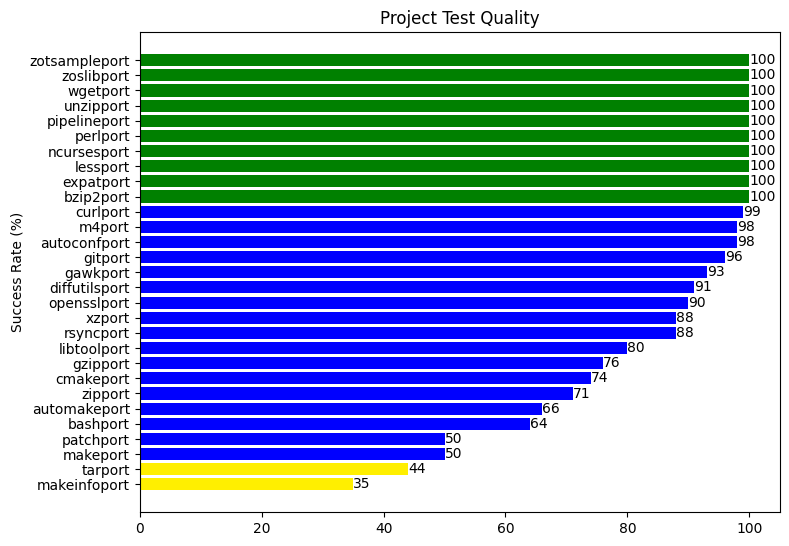 Project Test Quality
Success Rate (%)
zotsampleport 100
zoslibport 100
wgetport 100
unzipport 100
pipelineport 100
perlport 100
ncursesport 100
lessport 100
expatport 100
bzip2port 100
curlport 99
m4port 98
autoconfport 98
gitport 96
gawkport 93
diffutilsport 91
opensslport 90
xzport 88
rsyncport 88
libtoolport 80
gzipport 76
cmakeport 74
zipport 71
automakeport 66
bashport 64
patchport 50
makeport 50
tarport 44
makeinfoport 35
0 20 40 60 80 100